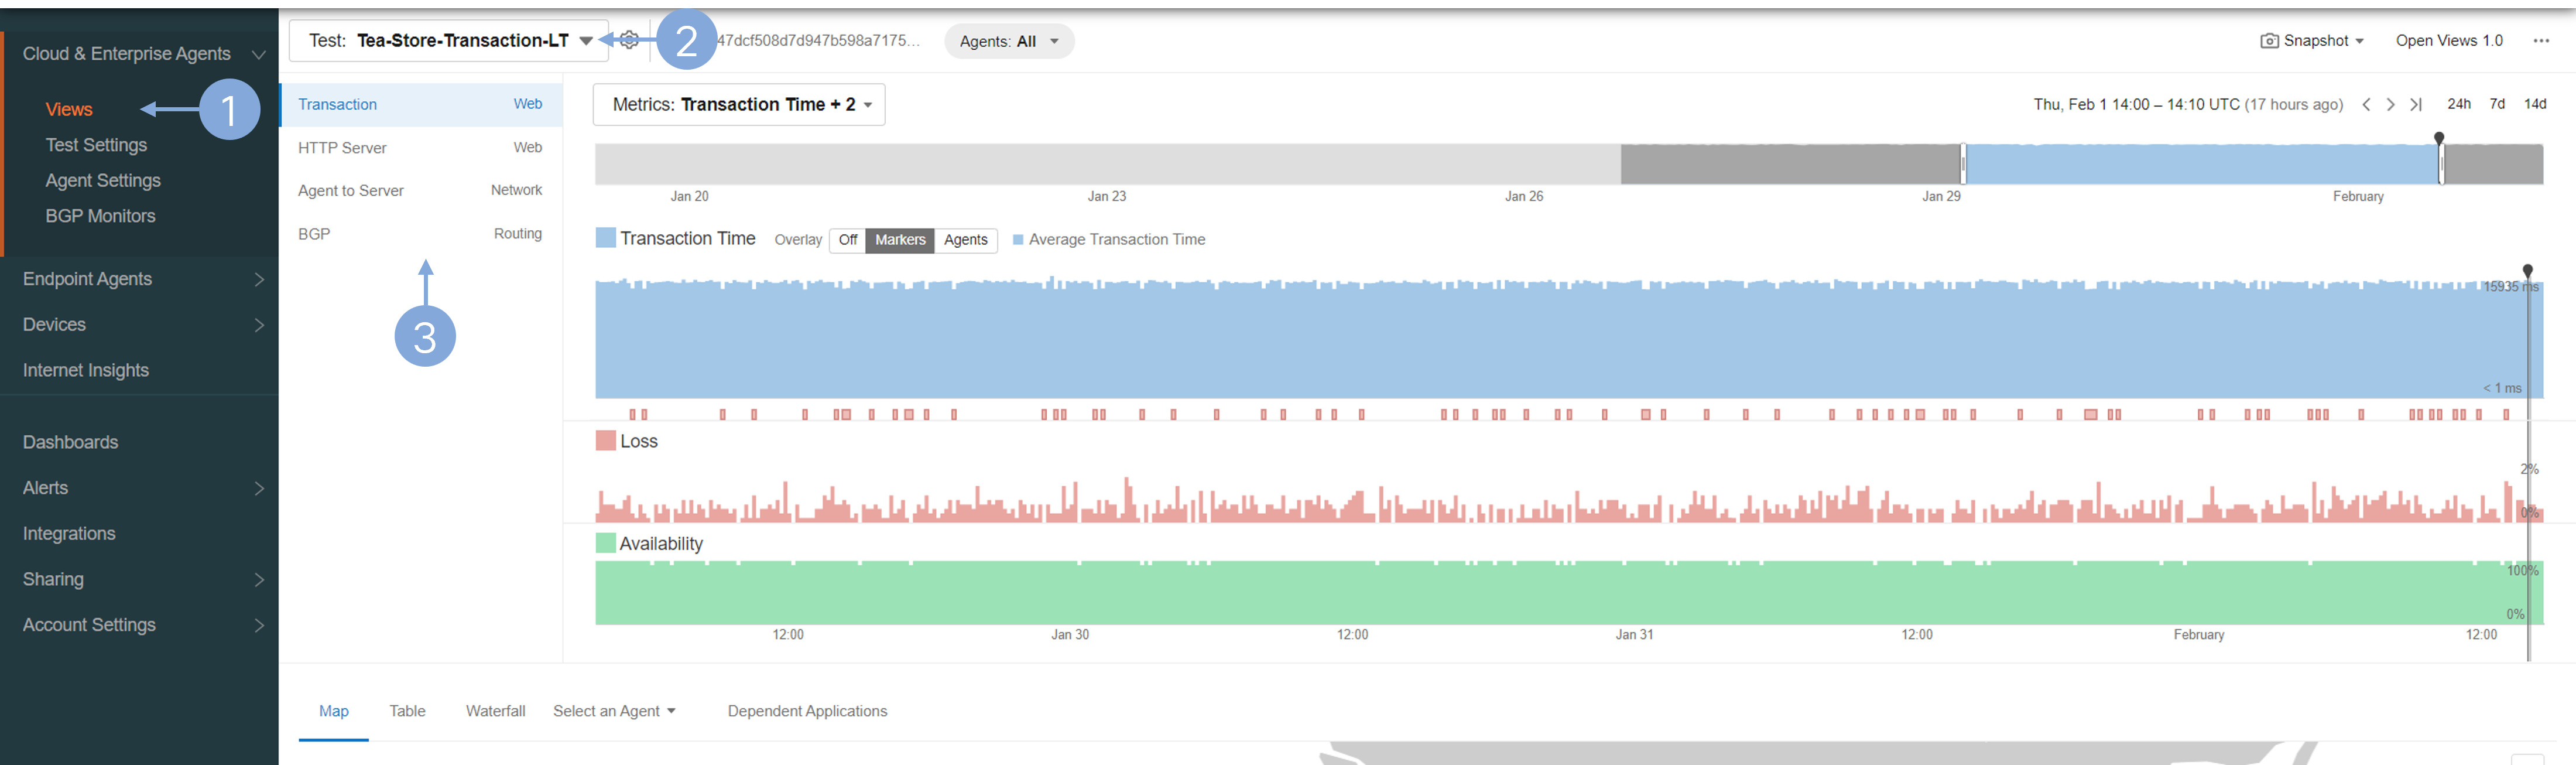 Cloud & Enterprise Agents
Views
1
Test Settings
Agent Settings
BGP Monitors
Endpoint Agents
Devices
Internet Insights
Dashboards
Alerts
Integrations
Sharing
Account Settings
Test: Tea-Store-Transaction-LT
2
47dcf508d7d947b598a7175...
Agents: All
Snapshot
Open Views 1.0
...
Transaction Web
HTTP Server Web
Agent to Server Network
BGP Routing
3
Metrics: Transaction Time + 2
Thu, Feb 1 14:00 – 14:10 UTC (17 hours ago)
24h 7d 14d
Jan 20 Jan 23 Jan 26 Jan 29 February
Transaction Time Overlay Off Markers Agents Average Transaction Time
15935 ms
< 1 ms
Loss
2%
0%
Availability
100%
0%
12:00 Jan 30 12:00 Jan 31 12:00 February 12:00
Map Table Waterfall Select an Agent Dependent Applications